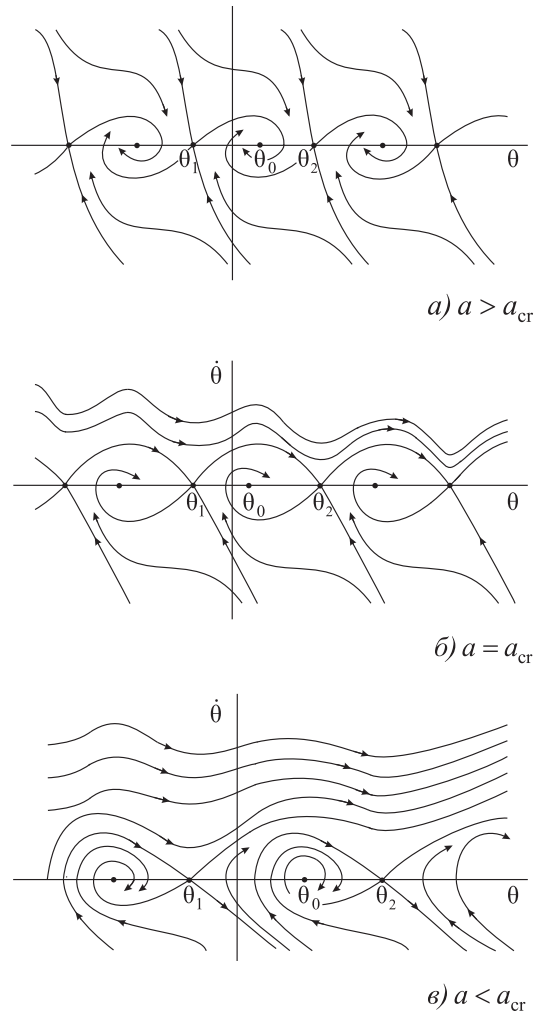 θ₁ θ₀ θ₂ θ
а) a > a_cr
θ̇
θ₁ θ₀ θ₂ θ
б) a = a_cr
θ̇
θ₁ θ₀ θ₂ θ
в) a < a_cr